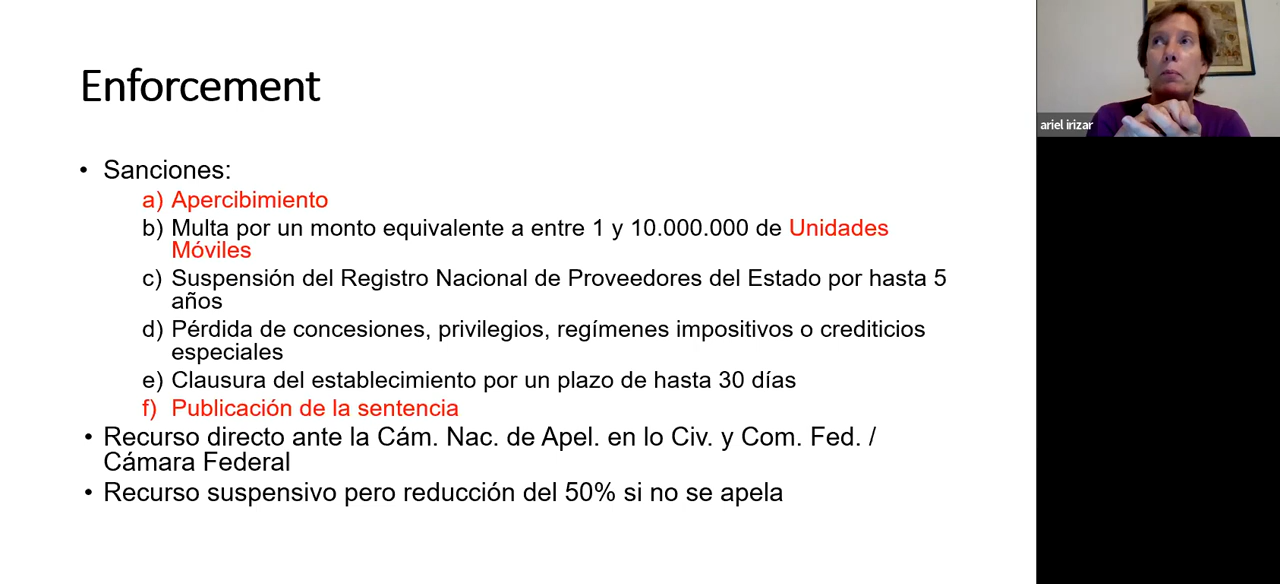 Enforcement
• Sanciones:
a) Apercibimiento
b) Multa por un monto equivalente a entre 1 y 10.000.000 de Unidades
Móviles
c) Suspensión del Registro Nacional de Proveedores del Estado por hasta 5
años
d) Pérdida de concesiones, privilegios, regímenes impositivos o crediticios
especiales
e) Clausura del establecimiento por un plazo de hasta 30 días
f) Publicación de la sentencia
• Recurso directo ante la Cám. Nac. de Apel. en lo Civ. y Com. Fed. /
Cámara Federal
• Recurso suspensivo pero reducción del 50% si no se apela
ariel irizar